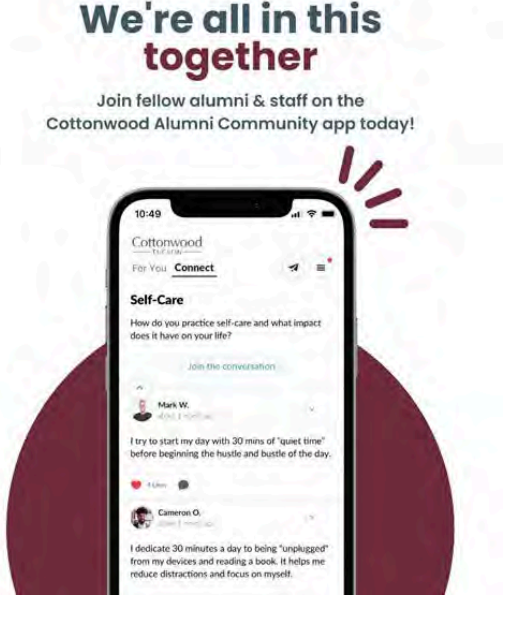 We're all in this
together
Join fellow alumni & staff on the
Cottonwood Alumni Community app today!
10:49
Cottonwood
TUCSON
For You Connect
Self-Care
How do you practice self-care and what impact
does it have on your life?
Join the conversation
Mark W.
I try to start my day with 30 mins of "quiet time"
before beginning the hustle and bustle of the day.
Likes
Cameron O.
I dedicate 30 minutes a day to being "unplugged"
from my devices and reading a book. It helps me
reduce distractions and focus on myself.